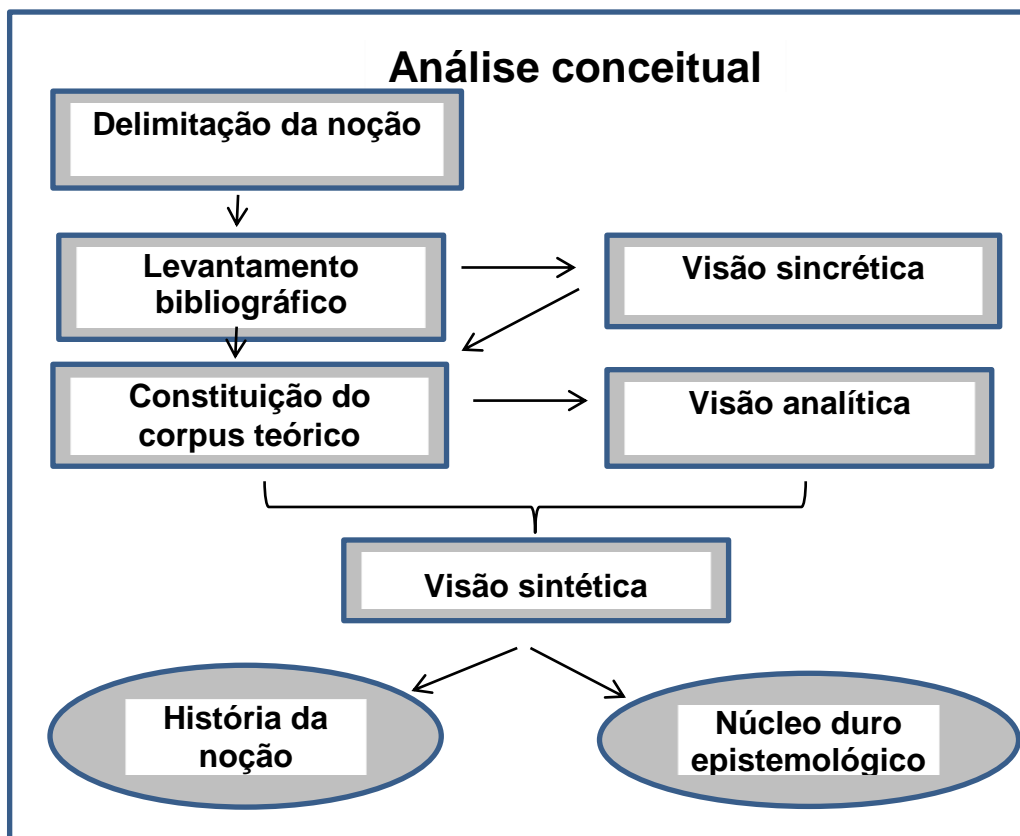 Análise conceitual
Delimitação da noção
Levantamento
bibliográfico
Visão sincrética
Constituição do
corpus teórico
Visão analítica
Visão sintética
História da
noção
Núcleo duro
epistemológico